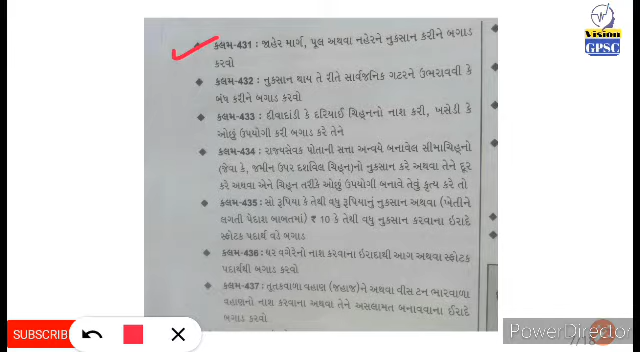 કલમ-431 : જાહેર માર્ગ, પૂલ અથવા નહેરને નુકસાન કરીને બગાડ
કરવો
કલમ-432 : નુકસાન થાય તે રીતે સાર્વજનિક ગટરને ઉભરાવવી કે
બંધ કરીને બગાડ કરવો
કલમ-433 : દીવાદાંડી કે દરિયાઈ ચિહ્નનો નાશ કરી, ખસેડી કે
ઓછું ઉપયોગી કરી બગાડ કરે તેને
કલમ-434 : રાજ્યસેવક પોતાની સત્તા અન્વયે બનાવેલ સીમાચિહ્નો
(જેવા કે, જમીન ઉપર દર્શાવેલ ચિહ્ન)નો નુકસાન કરે અથવા તેને દૂર
કરે અથવા એને ચિહ્ન તરીકે ઓછું ઉપયોગી બનાવે તેવું કૃત્ય કરે તો
કલમ-435 : સો રૂપિયા કે તેથી વધુ રૂપિયાનું નુકસાન અથવા (ખેતીને
લગતી પેદાશ બાબતમાં) ₹ 10 કે તેથી વધુ નુકસાન કરવાના ઇરાદે
સ્ફોટક પદાર્થ વડે બગાડ
કલમ-436 : ઘર વગેરેનો નાશ કરવાના ઇરાદાથી આગ અથવા સ્ફોટક
પદાર્થથી બગાડ કરવો
કલમ-437 : તૂતકવાળા વહાણ (જહાજ)ને અથવા વીસ ટન ભારવાળા
વહાણનો નાશ કરવાના અથવા તેને અસલામત બનાવવાના ઇરાદે
બગાડ કરવો
Vision
GPSC
SUBSCRIBE
PowerDirector